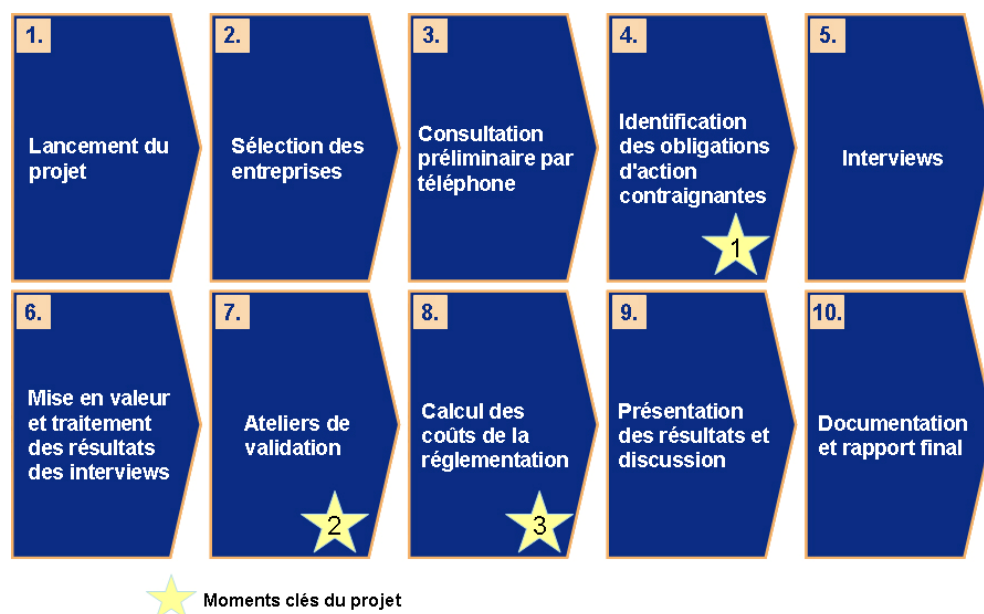 1.
Lancement du
projet
2.
Sélection des
entreprises
3.
Consultation
préliminaire par
téléphone
4.
Identification
des obligations
d'action
contraignantes
1
5.
Interviews
6.
Mise en valeur
et traitement
des résultats
des interviews
7.
Ateliers de
validation
2
8.
Calcul des
coûts de la
réglementation
3
9.
Présentation
des résultats et
discussion
10.
Documentation
et rapport final
Moments clés du projet